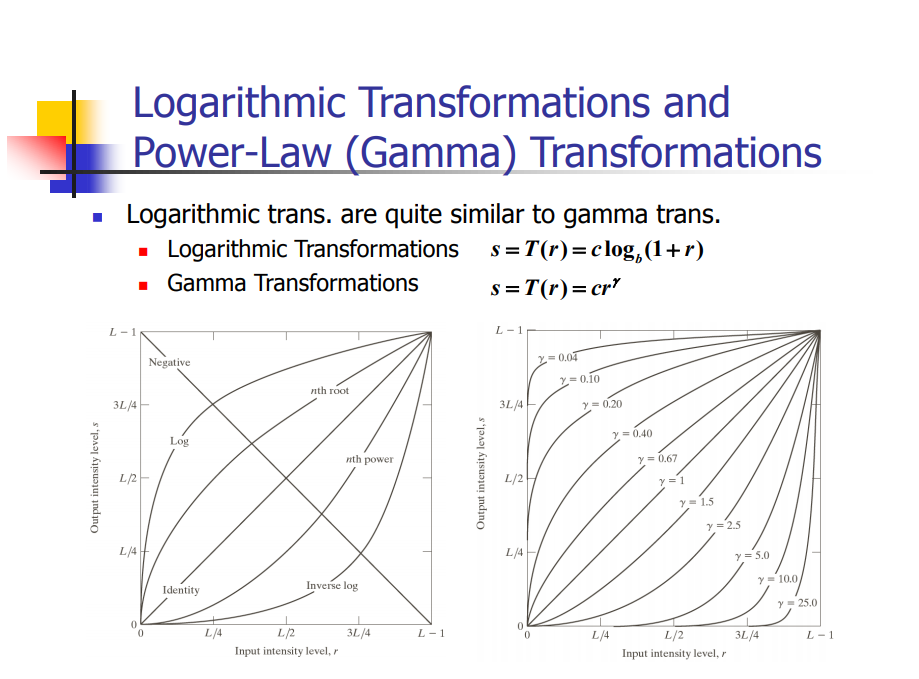 Logarithmic Transformations and
Power-Law (Gamma) Transformations
Logarithmic trans. are quite similar to gamma trans.
Logarithmic Transformations s = T(r) = c log_b(1 + r)
Gamma Transformations s = T(r) = cr^γ
L − 1
3L/4
L/2
L/4
0
Output intensity level, s
Negative
nth root
Log
nth power
Identity
Inverse log
0 L/4 L/2 3L/4 L − 1
Input intensity level, r
L − 1
3L/4
L/2
L/4
0
Output intensity level, s
γ = 0.04
γ = 0.10
γ = 0.20
γ = 0.40
γ = 0.67
γ = 1
γ = 1.5
γ = 2.5
γ = 5.0
γ = 10.0
γ = 25.0
0 L/4 L/2 3L/4 L − 1
Input intensity level, r